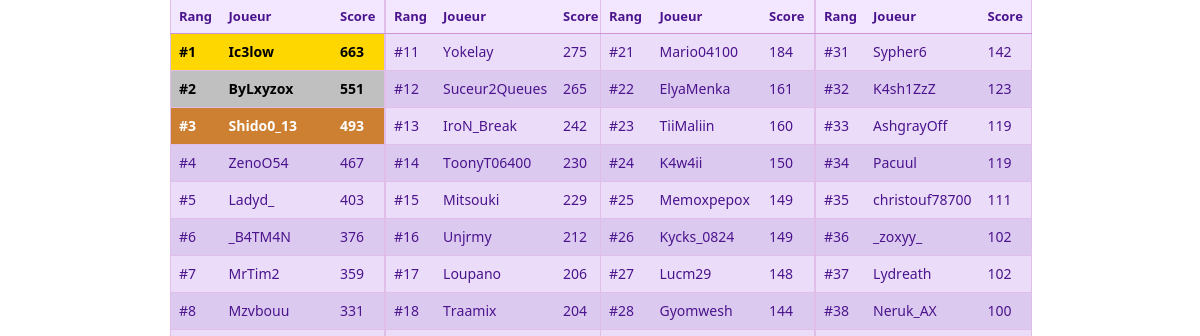 Rang Joueur Score Rang Joueur Score Rang Joueur Score Rang Joueur Score
#1 Ic3low 663 #11 Yokelay 275 #21 Mario04100 184 #31 Sypher6 142
#2 ByLxyzox 551 #12 Suceur2Queues 265 #22 ElyaMenka 161 #32 K4sh1ZzZ 123
#3 Shido0_13 493 #13 IroN_Break 242 #23 TiiMaliin 160 #33 AshgrayOff 119
#4 ZenoO54 467 #14 ToonyT06400 230 #24 K4w4ii 150 #34 Pacuul 119
#5 Ladyd_ 403 #15 Mitsouki 229 #25 Memoxpepox 149 #35 christouf78700 111
#6 _B4TM4N 376 #16 Unjrmy 212 #26 Kycks_0824 149 #36 _zoxyy_ 102
#7 MrTim2 359 #17 Loupano 206 #27 Lucm29 148 #37 Lydreath 102
#8 Mzvbouu 331 #18 Traamix 204 #28 Gyomwesh 144 #38 Neruk_AX 100